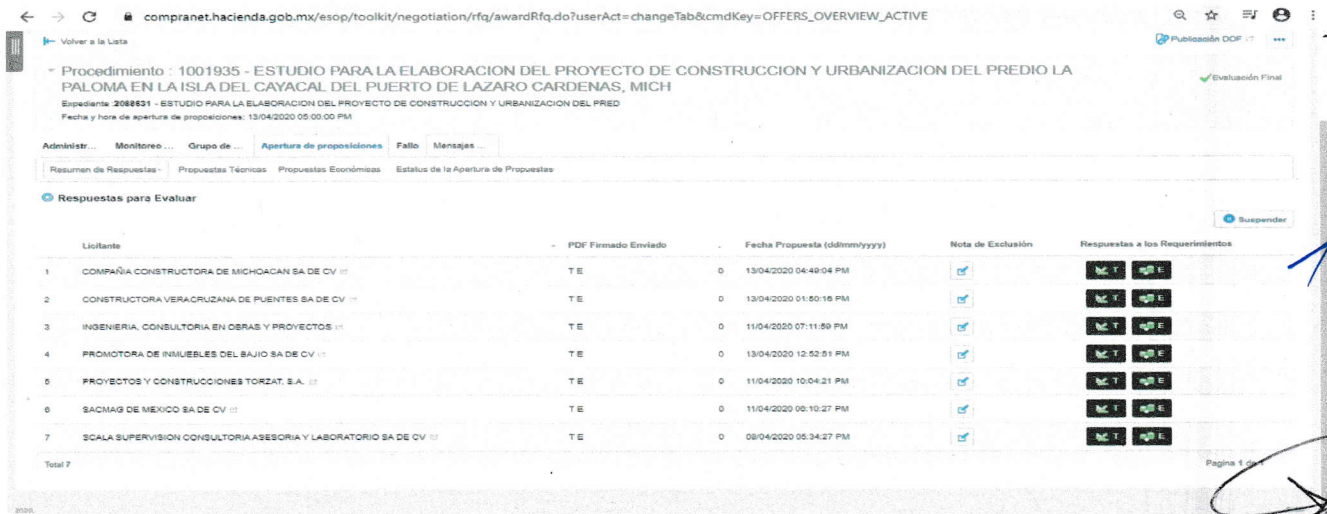 compranet.hacienda.gob.mx/esop/toolkit/negotiation/rfq/awardRfq.do?userAct=changeTab&cmdKey=OFFERS_OVERVIEW_ACTIVE
Volver a la Lista
Publicación DOF
Procedimiento : 1001935 - ESTUDIO PARA LA ELABORACION DEL PROYECTO DE CONSTRUCCION Y URBANIZACION DEL PREDIO LA
PALOMA EN LA ISLA DEL CAYACAL DEL PUERTO DE LAZARO CARDENAS, MICH
Evaluación Final
Expediente :2088631 - ESTUDIO PARA LA ELABORACION DEL PROYECTO DE CONSTRUCCION Y URBANIZACION DEL PRED
Fecha y hora de apertura de proposiciones: 13/04/2020 05:00:00 PM
Administr... Monitoreo ... Grupo de ... Apertura de proposiciones Fallo Mensajes ...
Resumen de Respuestas Propuestas Técnicas Propuestas Económicas Estatus de la Apertura de Propuestas
Respuestas para Evaluar
Suspender
Licitante PDF Firmado Enviado Fecha Propuesta (dd/mm/yyyy) Nota de Exclusión Respuestas a los Requerimientos
1 COMPAÑIA CONSTRUCTORA DE MICHOACAN SA DE CV T E 0 13/04/2020 04:49:04 PM T E
2 CONSTRUCTORA VERACRUZANA DE PUENTES SA DE CV T E 0 13/04/2020 01:50:16 PM T E
3 INGENIERIA, CONSULTORIA EN OBRAS Y PROYECTOS T E 0 11/04/2020 07:11:59 PM T E
4 PROMOTORA DE INMUEBLES DEL BAJIO SA DE CV T E 0 13/04/2020 12:52:51 PM T E
5 PROYECTOS Y CONSTRUCCIONES TORZAT, S.A. T E 0 11/04/2020 10:04:21 PM T E
6 SACMAG DE MEXICO SA DE CV T E 0 11/04/2020 06:10:27 PM T E
7 SCALA SUPERVISION CONSULTORIA ASESORIA Y LABORATORIO SA DE CV T E 0 08/04/2020 05:34:27 PM T E
Total 7
Pagina 1 de 1
2020.